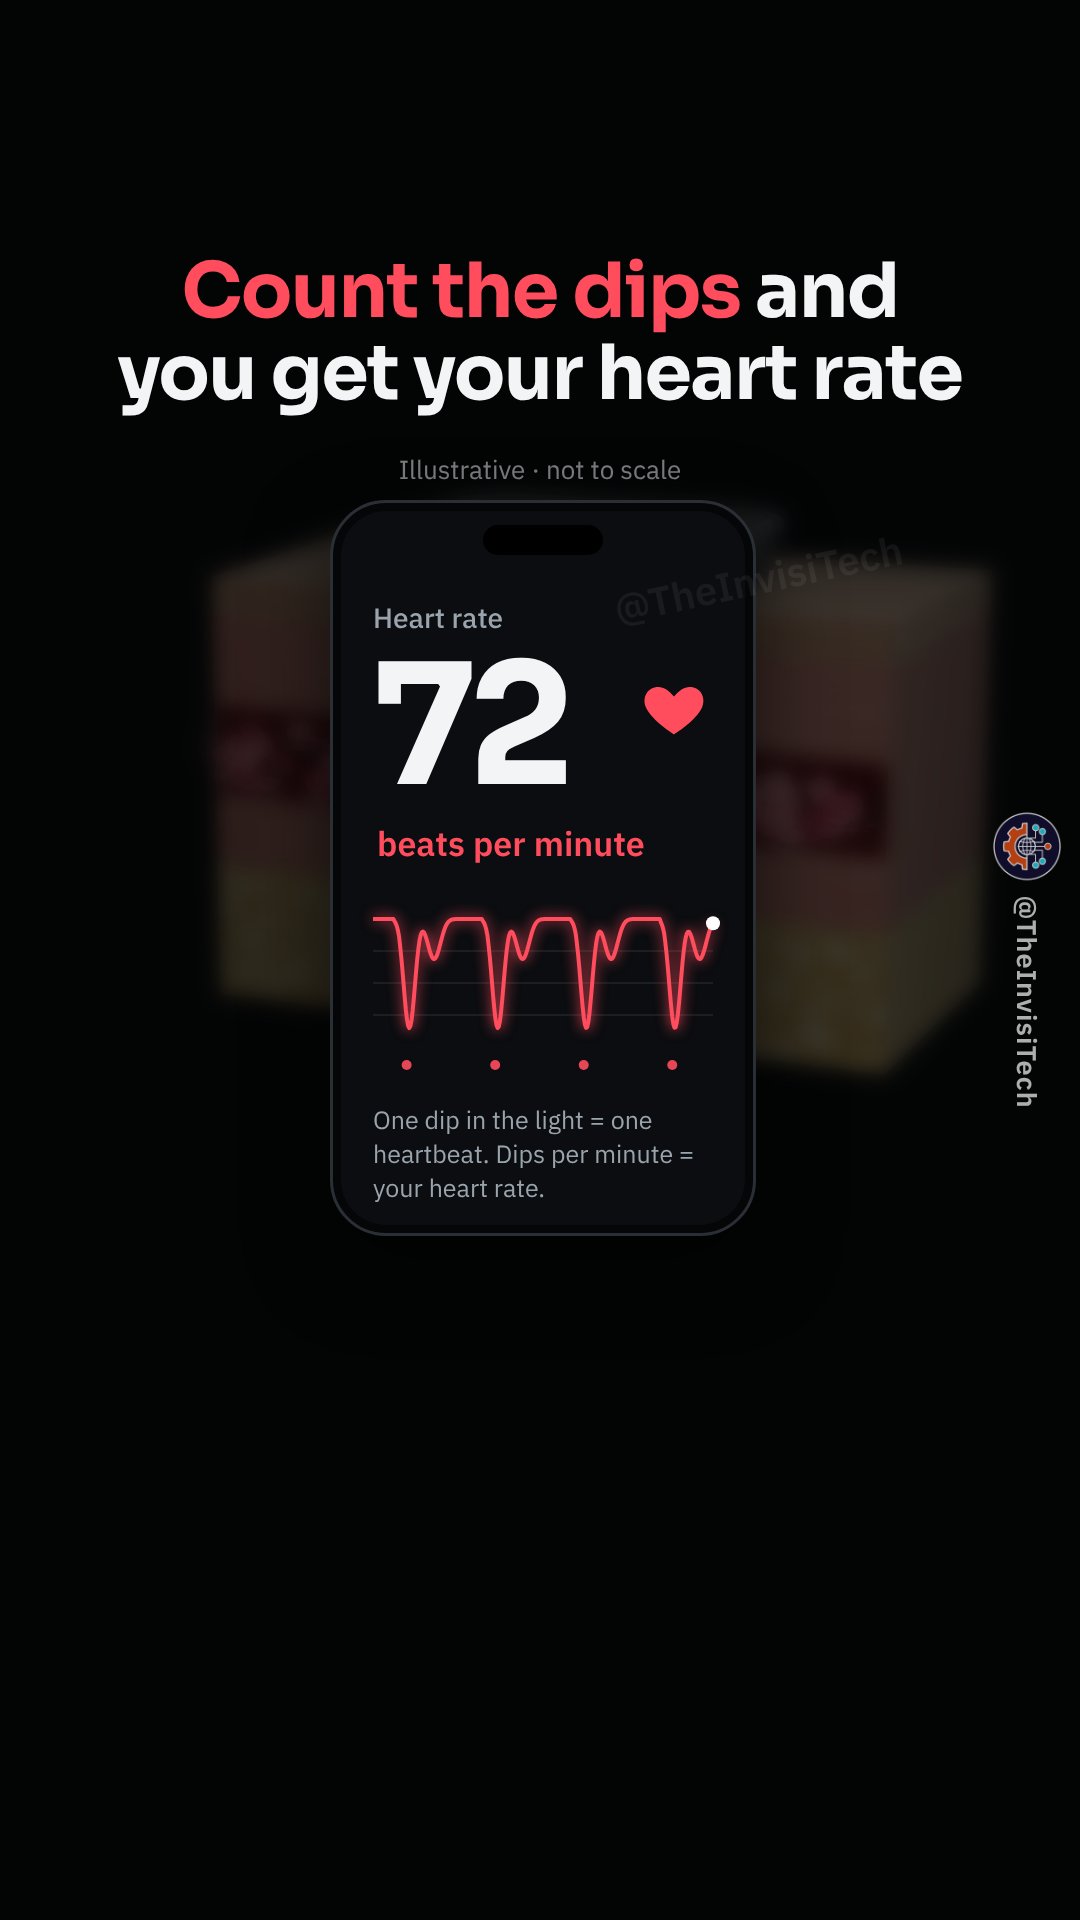 Count the dips and
you get your heart rate
Illustrative · not to scale
@TheInvisiTech
Heart rate
72
beats per minute
@TheInvisiTech
One dip in the light = one
heartbeat. Dips per minute =
your heart rate.